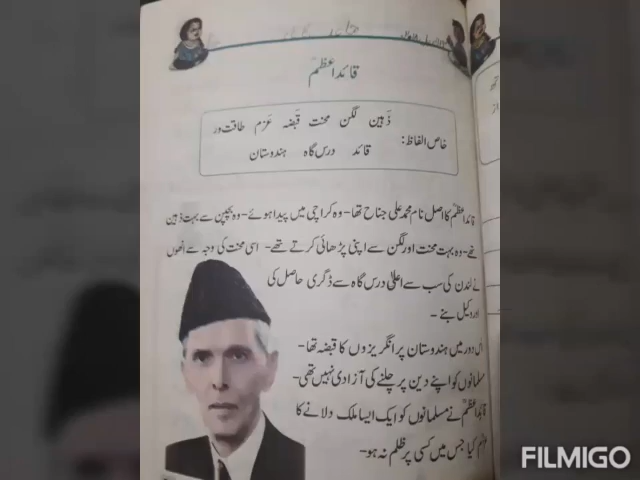 قائداعظمؒ
خاص الفاظ: ذَہین لگن محنت قَبضہ عَزم طاقت ور
قائد درس گاہ ہندوستان
قائداعظمؒ کا اصل نام محمد علی جناح تھا۔ وہ کراچی میں پیدا ہوئے۔ وہ بچپن سے بہت ذہین
تھے۔ وہ بہت محنت اور لگن سے اپنی پڑھائی کرتے تھے۔ اسی محنت کی وجہ سے اُنھوں
نے لندن کی سب سے اعلیٰ درس گاہ سے ڈگری حاصل کی
اور وکیل بنے۔
اس دور میں ہندوستان پر انگریزوں کا قبضہ تھا۔
مسلمانوں کو اپنے دین پر چلنے کی آزادی نہیں تھی۔
قائداعظمؒ نے مسلمانوں کو ایک ایسا ملک دلانے کا
عزم کیا جس میں کسی پر ظلم نہ ہو۔
FILMIGO